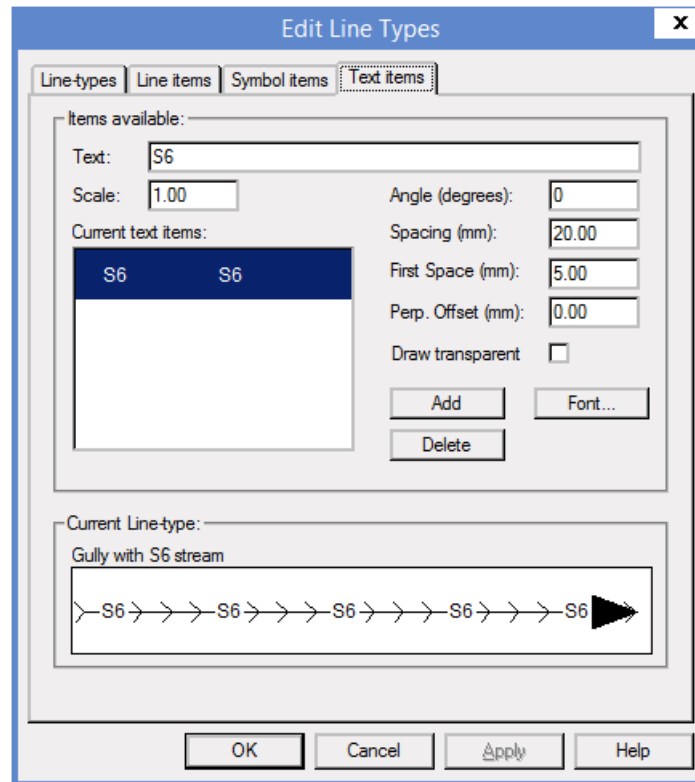 Edit Line Types
x
Line-types Line items Symbol items Text items
Items available:
Text: S6
Scale: 1.00 Angle (degrees): 0
Current text items: Spacing (mm): 20.00
S6 S6 First Space (mm): 5.00
Perp. Offset (mm): 0.00
Draw transparent
Add Font...
Delete
Current Line-type:
Gully with S6 stream
S6 S6 S6 S6 S6
OK Cancel Apply Help